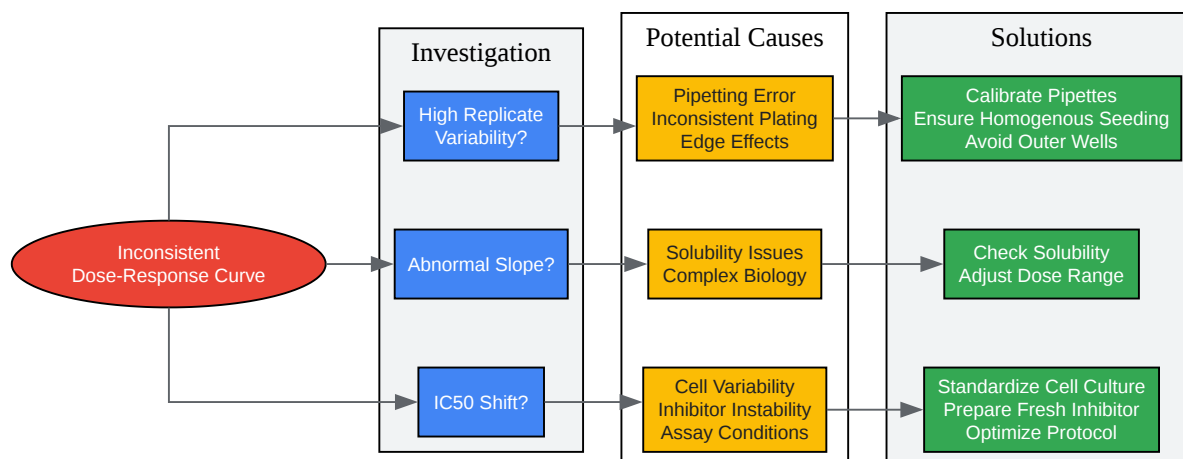 Investigation
Potential Causes
Solutions
High Replicate
Variability?
Pipetting Error
Inconsistent Plating
Edge Effects
Calibrate Pipettes
Ensure Homogenous Seeding
Avoid Outer Wells
Inconsistent
Dose-Response Curve
Abnormal Slope?
Solubility Issues
Complex Biology
Check Solubility
Adjust Dose Range
IC50 Shift?
Cell Variability
Inhibitor Instability
Assay Conditions
Standardize Cell Culture
Prepare Fresh Inhibitor
Optimize Protocol